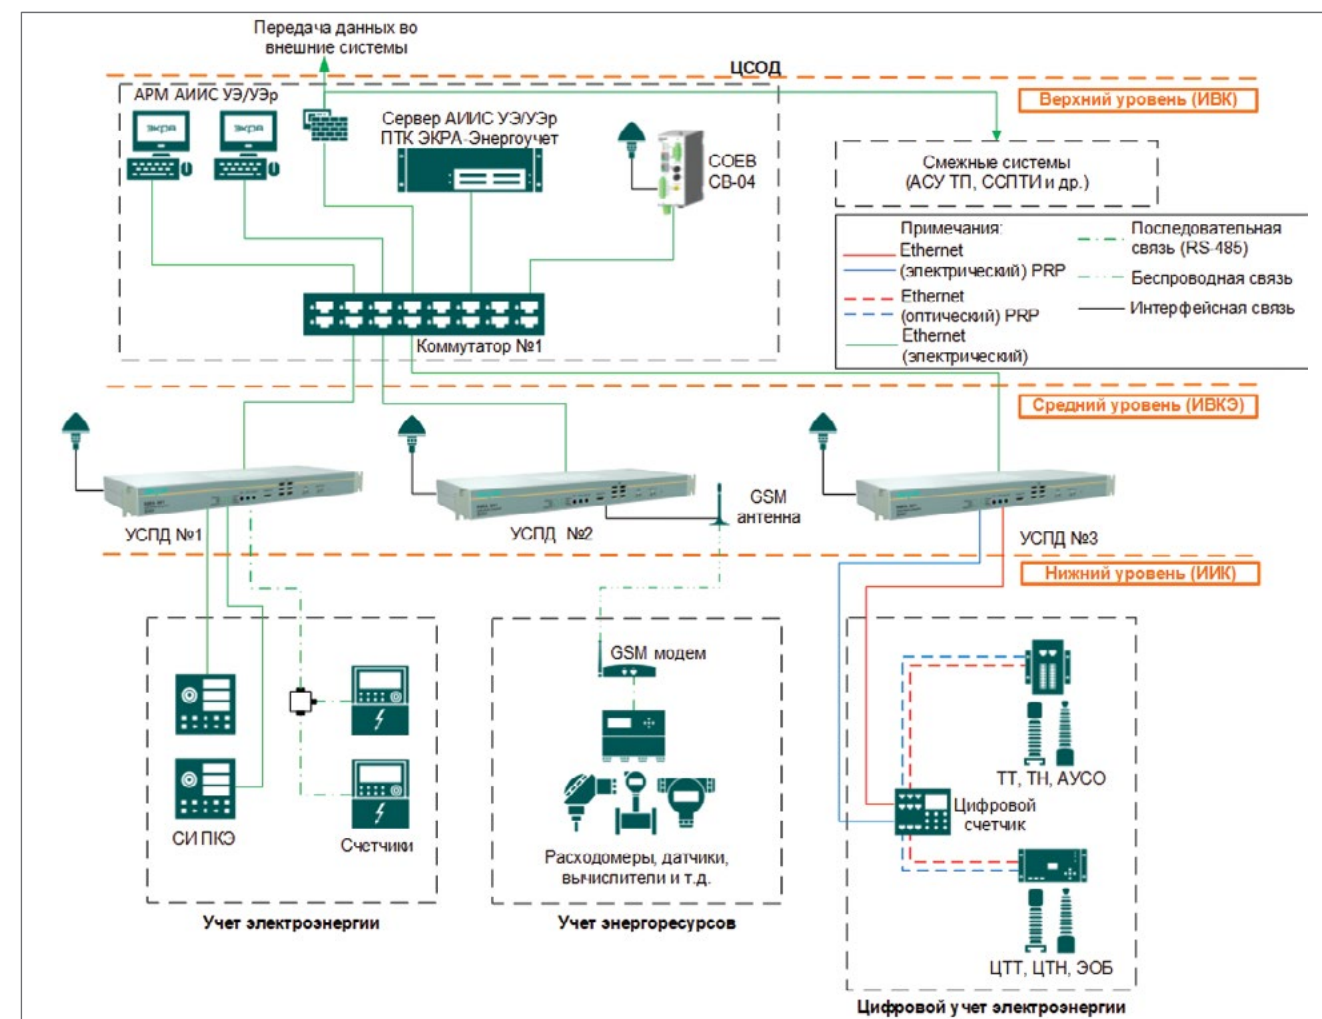 Передача данных во
внешние системы
ЦСОД
Верхний уровень (ИВК)
АРМ АИИС УЭ/УЭр
экра
экра
Сервер АИИС УЭ/УЭр
ПТК ЭКРА-Энергоучет
СОЕВ
СВ-04
Смежные системы
(АСУ ТП, ССПТИ и др.)
Примечания:
Ethernet
(электрический) PRP
Ethernet
(оптический) PRP
Ethernet
(электрический)
Последовательная
связь (RS-485)
Беспроводная связь
Интерфейсная связь
Коммутатор №1
Средний уровень (ИВКЭ)
УСПД №1
УСПД №2
GSM
антенна
УСПД №3
Нижний уровень (ИИК)
СИ ПКЭ
Счетчики
Учет электроэнергии
GSM модем
Расходомеры, датчики,
вычислители и т.д.
Учет энергоресурсов
ТТ, ТН, АУСО
Цифровой
счетчик
ЦТТ, ЦТН, ЭОБ
Цифровой учет электроэнергии